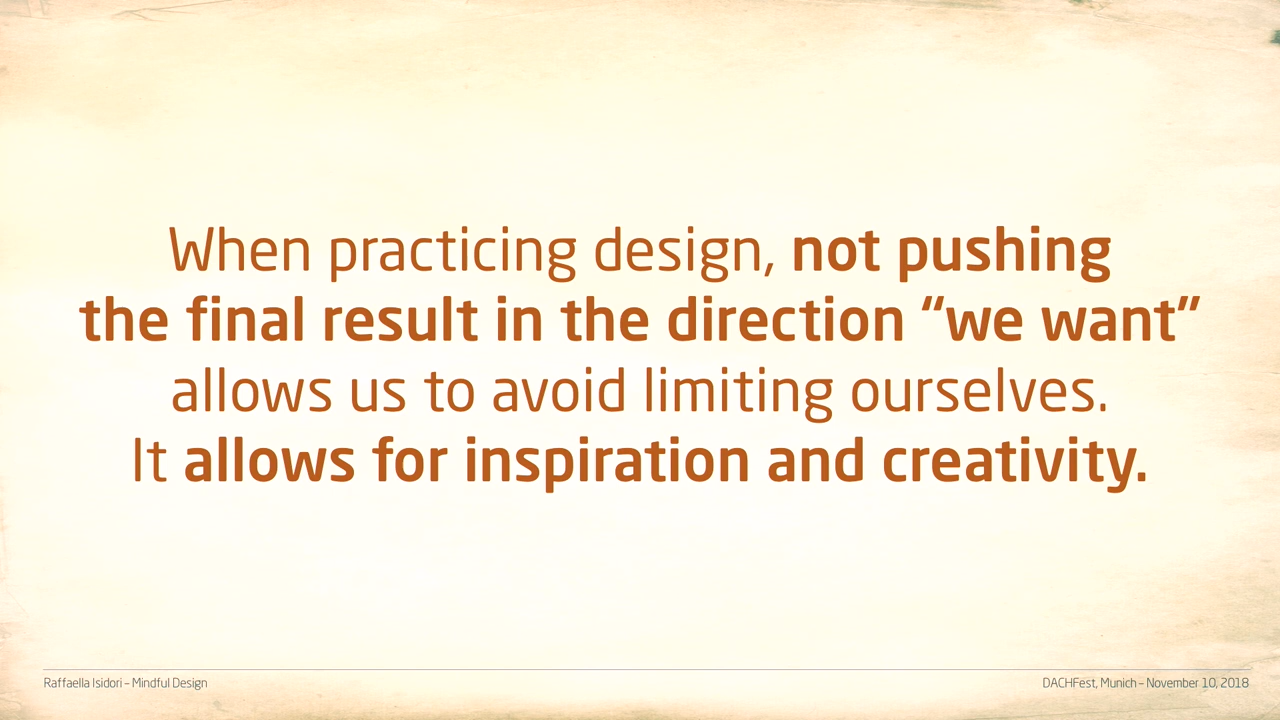 When practicing design, not pushing
the final result in the direction “we want”
allows us to avoid limiting ourselves.
It allows for inspiration and creativity.
Raffaella Isidori – Mindful Design
DACHFest, Munich – November 10, 2018